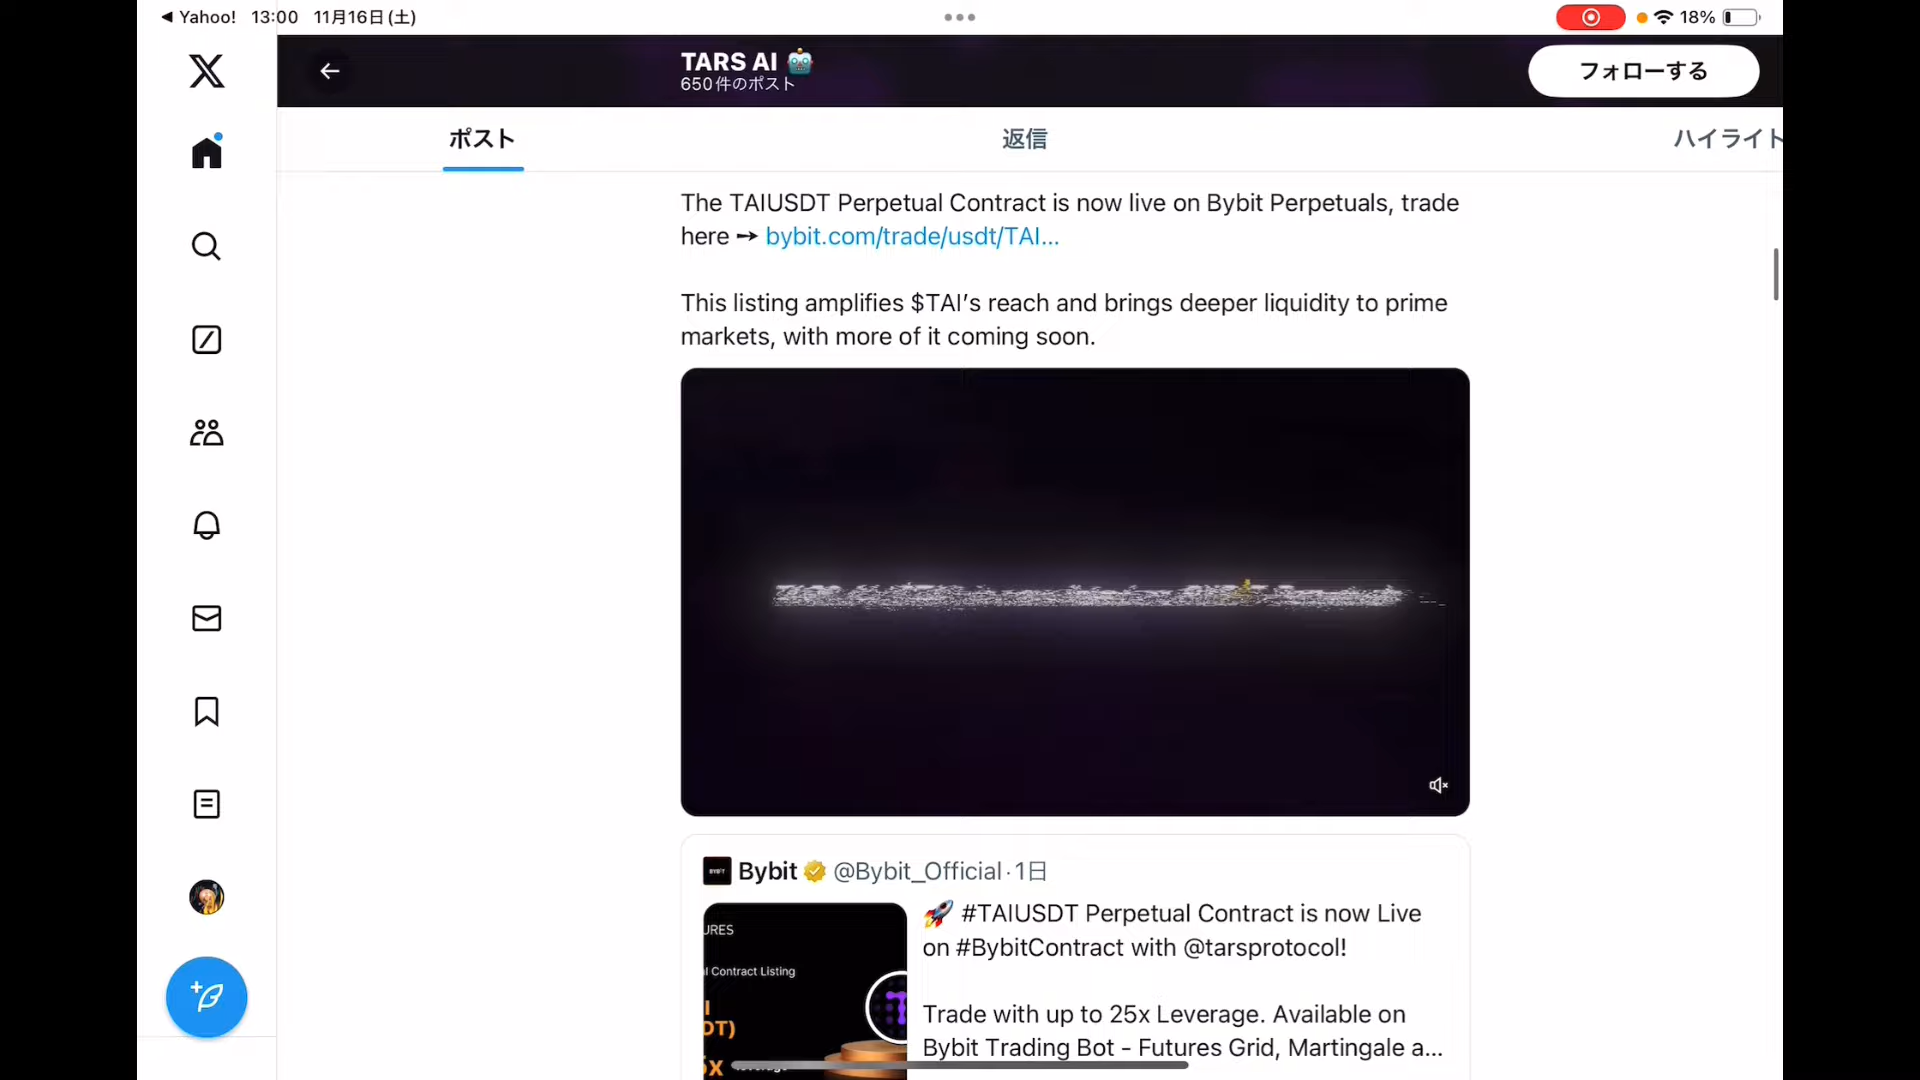 ◀ Yahoo! 13:00 11月16日(土)
18%
TARS AI
650件のポスト
フォローする
ポスト
返信
ハイライト
The TAIUSDT Perpetual Contract is now live on Bybit Perpetuals, trade
here ➙ bybit.com/trade/usdt/TAI...
This listing amplifies $TAI’s reach and brings deeper liquidity to prime
markets, with more of it coming soon.
Bybit @Bybit_Official · 1日
🚀 #TAIUSDT Perpetual Contract is now Live
on #BybitContract with @tarsprotocol!
Trade with up to 25x Leverage. Available on
Bybit Trading Bot - Futures Grid, Martingale a...
URES
l Contract Listing
DT)